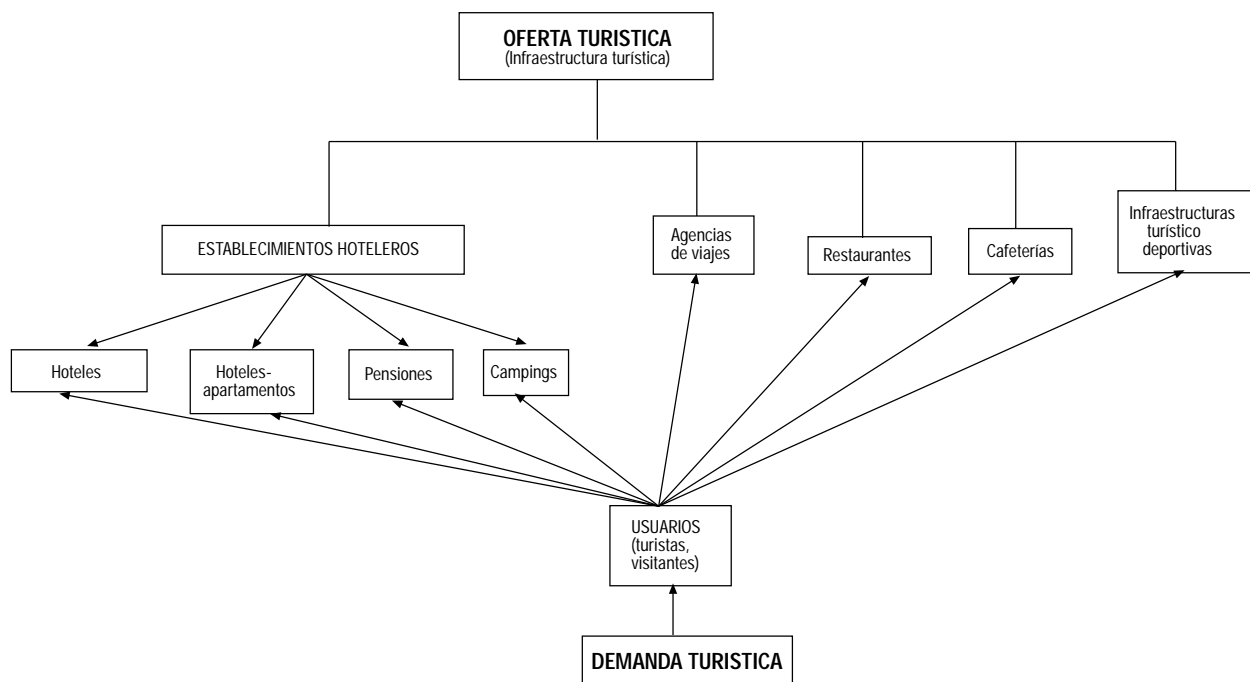 OFERTA TURISTICA
(Infraestructura turística)
ESTABLECIMIENTOS HOTELEROS
Agencias
de viajes
Restaurantes
Cafeterías
Infraestructuras
turístico
deportivas
Hoteles
Hoteles-
apartamentos
Pensiones
Campings
USUARIOS
(turistas,
visitantes)
DEMANDA TURISTICA